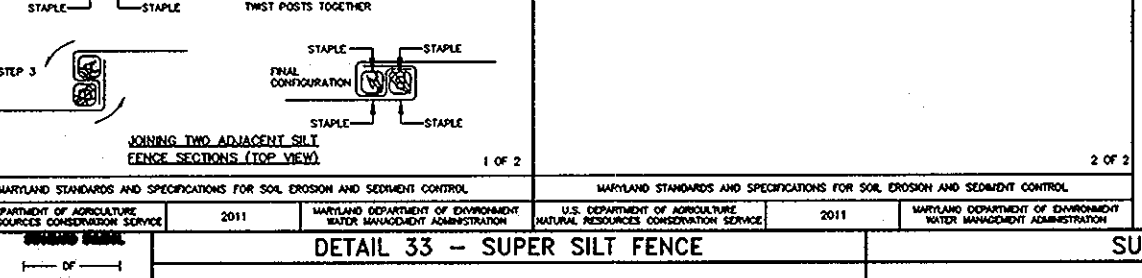 STAPLE
STAPLE
TWIST POSTS TOGETHER
STEP 3
STAPLE
STAPLE
FINAL
CONFIGURATION
STAPLE
STAPLE
JOINING TWO ADJACENT SILT
FENCE SECTIONS (TOP VIEW)
1 OF 2
2 OF 2
MARYLAND STANDARDS AND SPECIFICATIONS FOR SOIL EROSION AND SEDIMENT CONTROL
MARYLAND STANDARDS AND SPECIFICATIONS FOR SOIL EROSION AND SEDIMENT CONTROL
PARTMENT OF AGRICULTURE
SOURCES CONSERVATION SERVICE
2011
MARYLAND DEPARTMENT OF ENVIRONMENT
WATER MANAGEMENT ADMINISTRATION
U.S. DEPARTMENT OF AGRICULTURE
NATURAL RESOURCES CONSERVATION SERVICE
2011
MARYLAND DEPARTMENT OF ENVIRONMENT
WATER MANAGEMENT ADMINISTRATION
DETAIL 33 - SUPER SILT FENCE
SU
DF